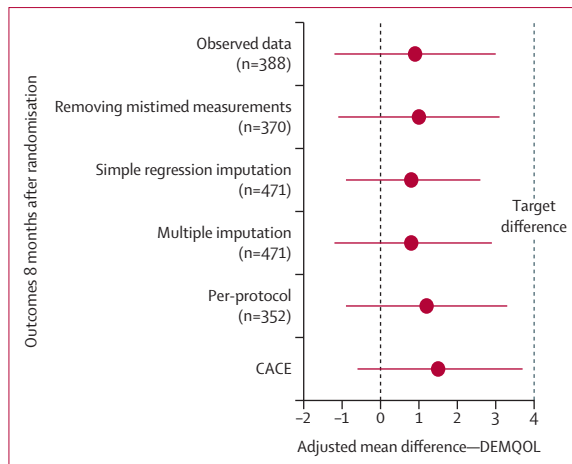 Outcomes 8 months after randomisation
Observed data
(n=388)
Removing mistimed measurements
(n=370)
Simple regression imputation
(n=471)
Multiple imputation
(n=471)
Per-protocol
(n=352)
CACE
Target
difference
–2 –1 0 1 2 3 4
Adjusted mean difference—DEMQOL